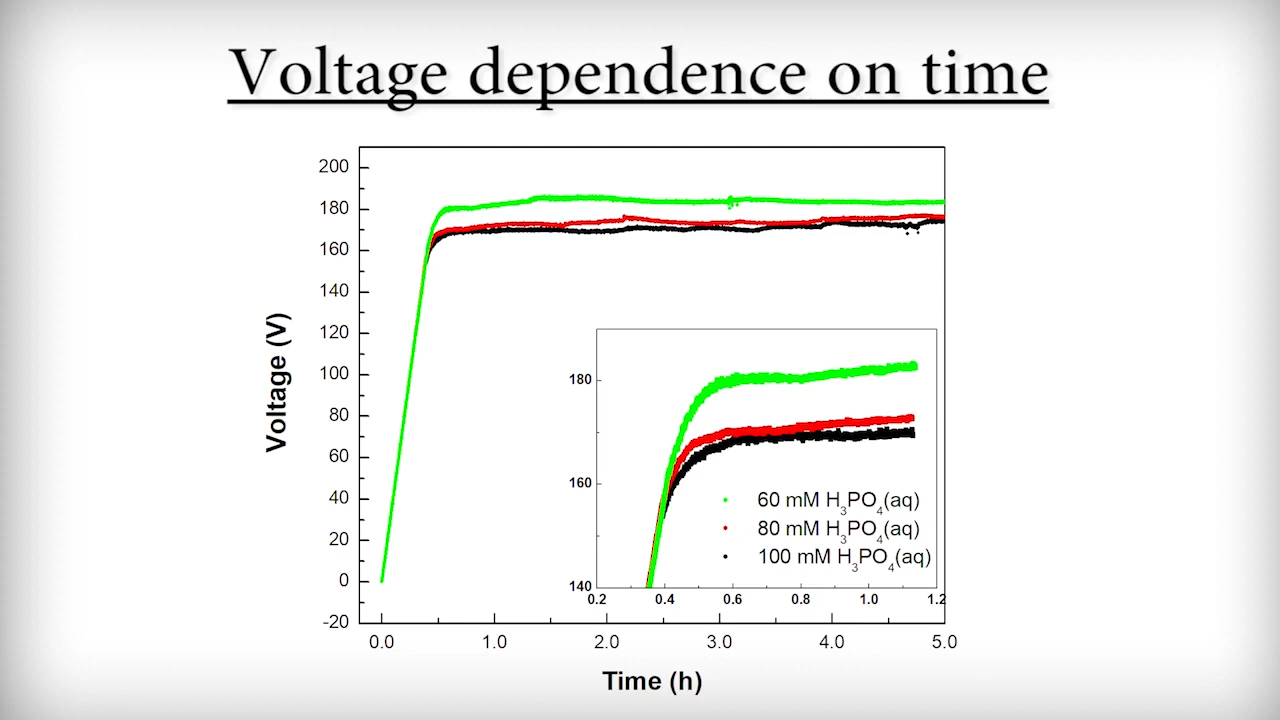 Voltage dependence on time
200
180
160
140
120
100
80
60
40
20
0
-20
Voltage (V)
0.0 1.0 2.0 3.0 4.0 5.0
Time (h)
180
160
140
0.2 0.4 0.6 0.8 1.0 1.2
60 mM H₃PO₄(aq)
80 mM H₃PO₄(aq)
100 mM H₃PO₄(aq)